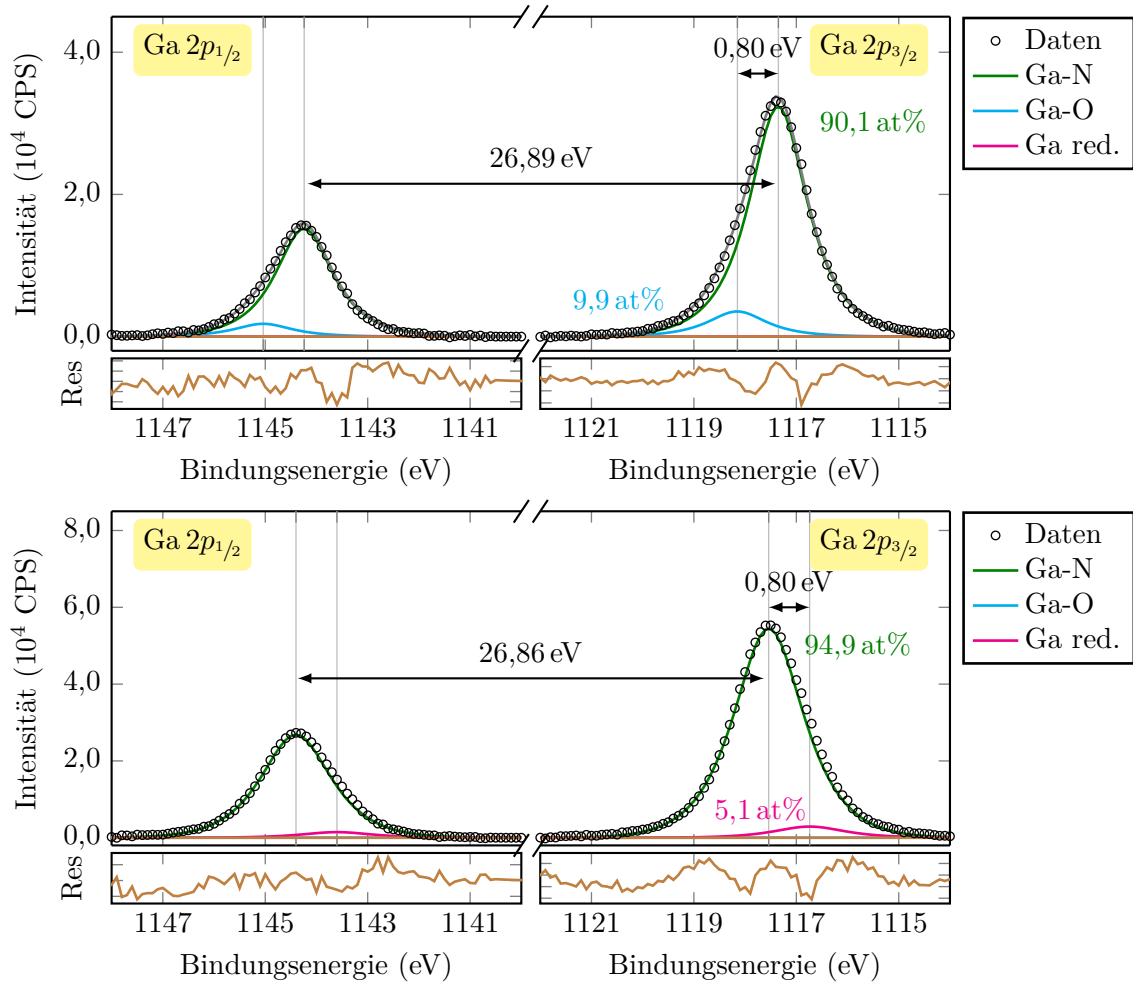 Intensität (10⁴ CPS)
4,0
2,0
0,0
Ga 2p₁/₂
Ga 2p₃/₂
0,80 eV
90,1 at%
26,89 eV
9,9 at%
Daten
Ga-N
Ga-O
Ga red.
Res
1147 1145 1143 1141 1121 1119 1117 1115
Bindungsenergie (eV) Bindungsenergie (eV)
Intensität (10⁴ CPS)
8,0
6,0
4,0
2,0
0,0
Ga 2p₁/₂
Ga 2p₃/₂
0,80 eV
94,9 at%
26,86 eV
5,1 at%
Daten
Ga-N
Ga-O
Ga red.
Res
1147 1145 1143 1141 1121 1119 1117 1115
Bindungsenergie (eV) Bindungsenergie (eV)